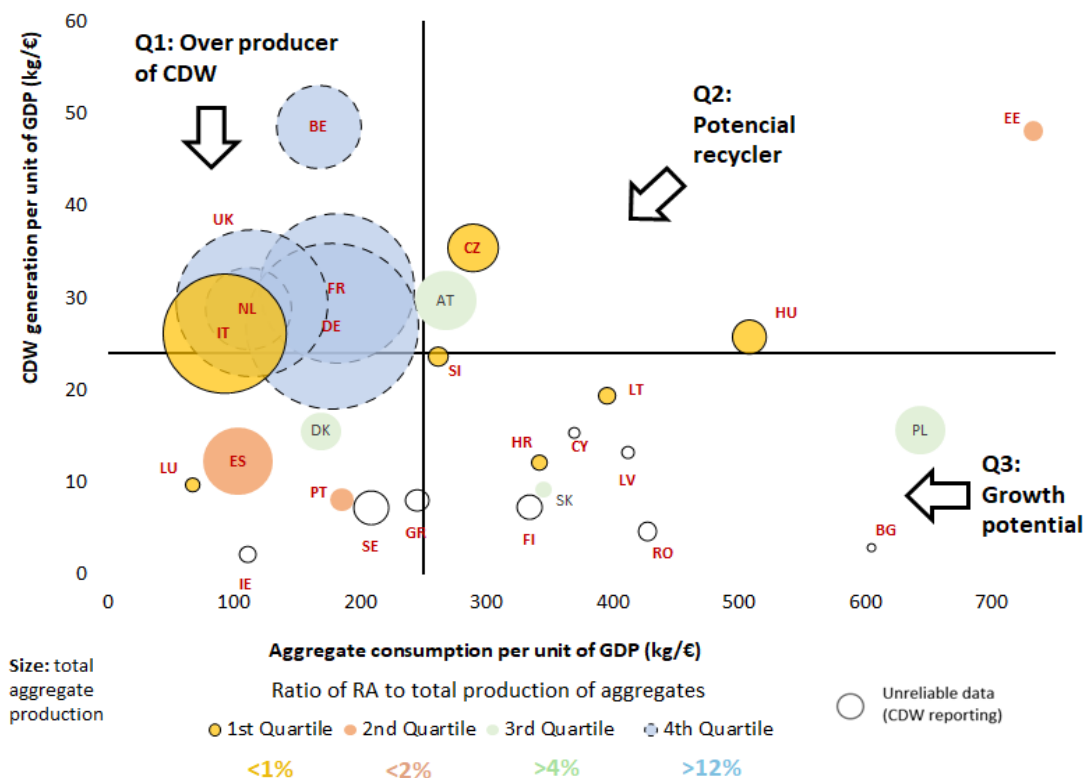 60
50
40
30
20
10
0
CDW generation per unit of GDP (kg/€)
Q1: Over producer
of CDW
Q2:
Potencial
recycler
Q3:
Growth
potential
BE
EE
UK
CZ
FR
AT
NL
HU
IT
DE
SI
LT
DK
PL
CY
HR
ES
LU
LV
PT
SK
SE
GR
FI
RO
BG
IE
0 100 200 300 400 500 600 700
Aggregate consumption per unit of GDP (kg/€)
Size: total
aggregate
production
Ratio of RA to total production of aggregates
1st Quartile 2nd Quartile 3rd Quartile 4th Quartile
<1% <2% >4% >12%
Unreliable data
(CDW reporting)